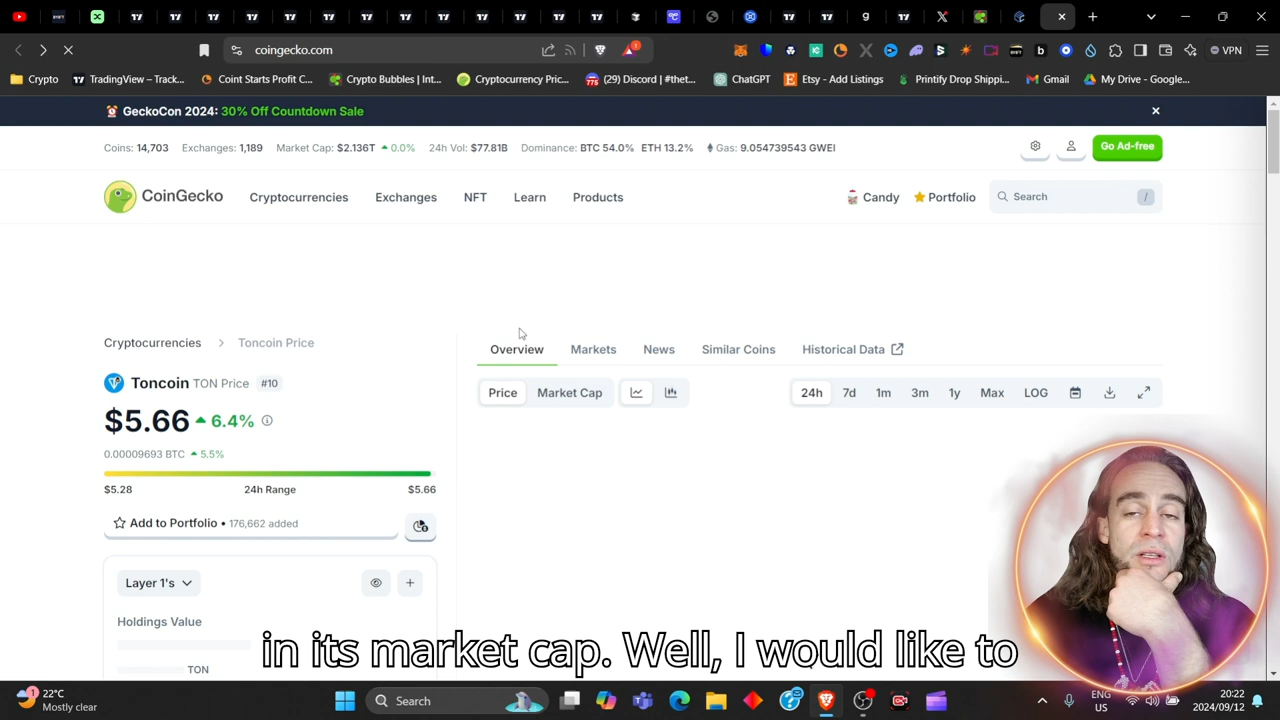 coingecko.com
1
VPN
Crypto
TradingView – Track...
Coint Starts Profit C...
Crypto Bubbles | Int...
Cryptocurrency Pric...
(29) Discord | #thet...
ChatGPT
Etsy - Add Listings
Printify Drop Shippi...
Gmail
My Drive - Google...
GeckoCon 2024: 30% Off Countdown Sale
Coins: 14,703 Exchanges: 1,189 Market Cap: $2.136T 0.0% 24h Vol: $77.81B Dominance: BTC 54.0% ETH 13.2% Gas: 9.054739543 GWEI
Go Ad-free
CoinGecko
Cryptocurrencies
Exchanges
NFT
Learn
Products
Candy
Portfolio
Search /
Cryptocurrencies > Toncoin Price
Overview
Markets
News
Similar Coins
Historical Data
Toncoin TON Price #10
Price
Market Cap
24h
7d
1m
3m
1y
Max
LOG
$5.66 6.4%
0.00009693 BTC 5.5%
$5.28 24h Range $5.66
Add to Portfolio • 176,662 added
Layer 1's
Holdings Value
TON
in its market cap. Well, I would like to
1
22°C
Mostly clear
Search
ENG
US
20:22
2024/09/12